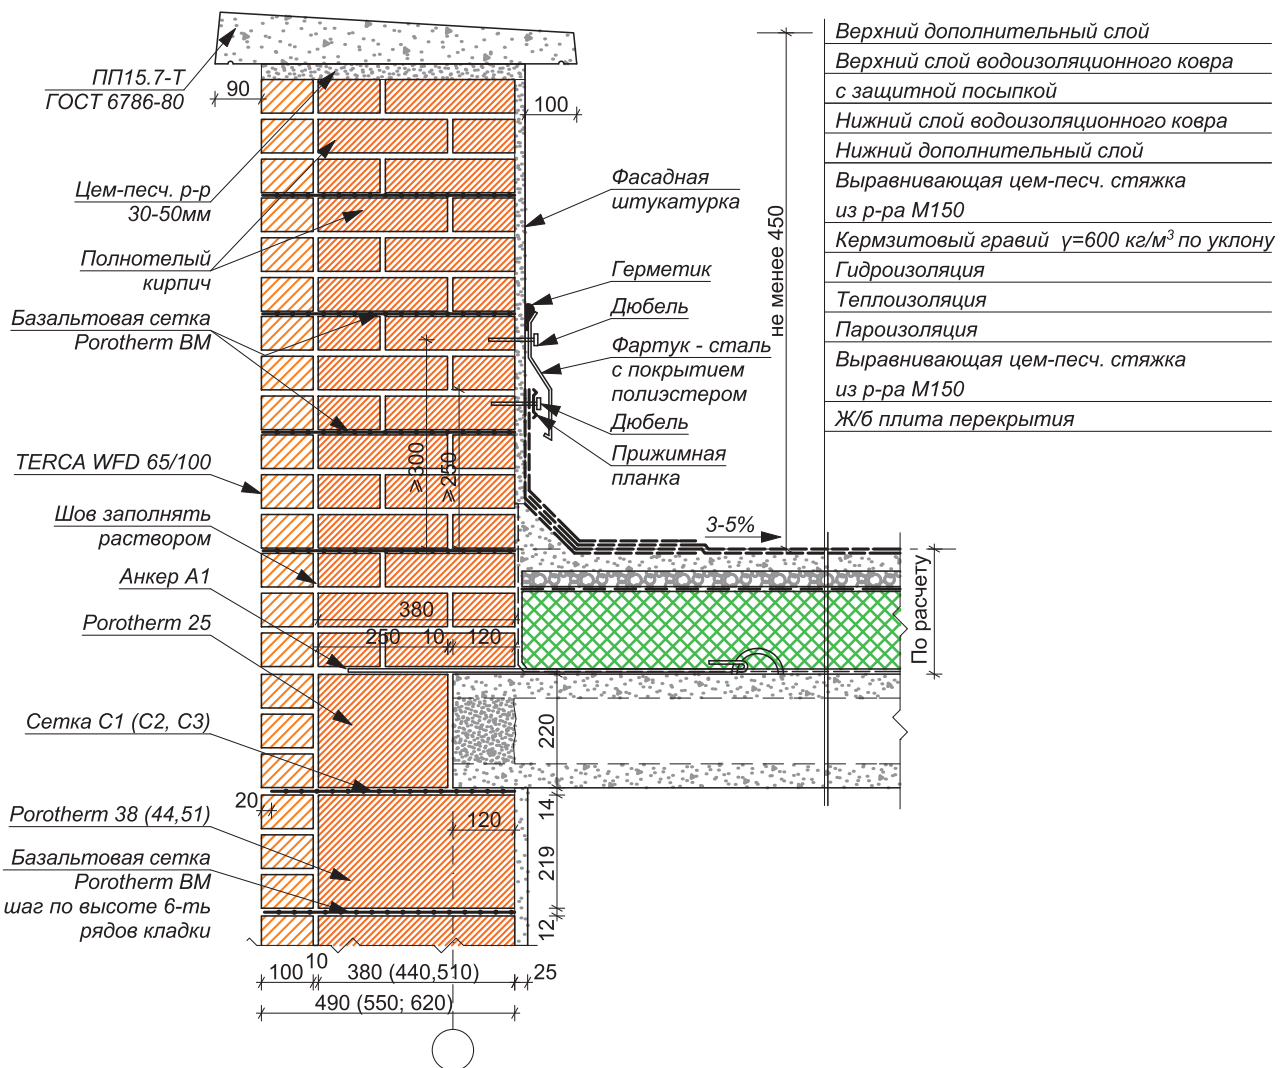 ПП15.7-Т
ГОСТ 6786-80
90
100
Цем-песч. р-р
30-50мм
Полнотелый
кирпич
Базальтовая сетка
Porotherm BM
TERCA WFD 65/100
Шов заполнять
раствором
Анкер А1
Porotherm 25
Сетка С1 (С2, С3)
20
Porotherm 38 (44,51)
Базальтовая сетка
Porotherm BM
шаг по высоте 6-ть
рядов кладки
Фасадная
штукатурка
Герметик
Дюбель
Фартук - сталь
с покрытием
полиэстером
Дюбель
Прижимная
планка
не менее 450
≥300
≥250
3-5%
По расчету
380
250
10
120
220
14
120
219
12
10
100
380 (440,510)
25
490 (550; 620)
Верхний дополнительный слой
Верхний слой водоизоляционного ковра
с защитной посыпкой
Нижний слой водоизоляционного ковра
Нижний дополнительный слой
Выравнивающая цем-песч. стяжка
из р-ра М150
Кермзитовый гравий γ=600 кг/м³ по уклону
Гидроизоляция
Теплоизоляция
Пароизоляция
Выравнивающая цем-песч. стяжка
из р-ра М150
Ж/б плита перекрытия